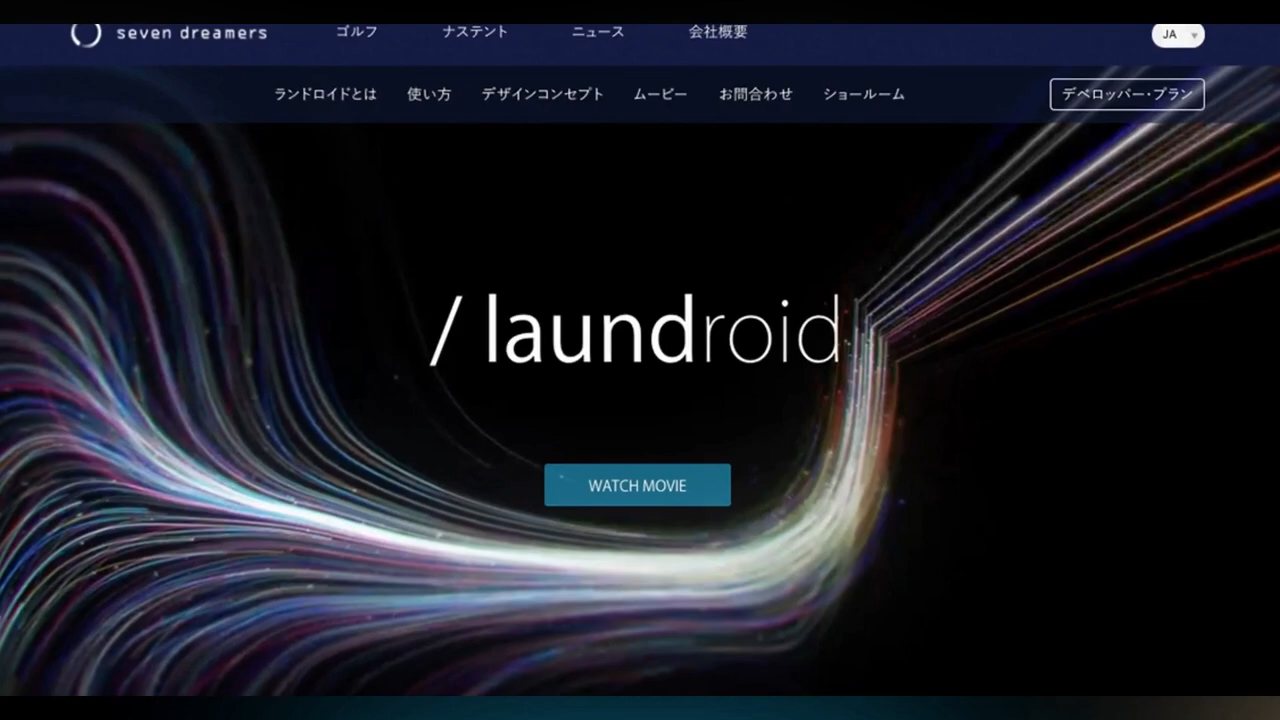 seven dreamers ゴルフ ナステント ニュース 会社概要 JA
ランドロイドとは 使い方 デザインコンセプト ムービー お問合わせ ショールーム デベロッパー・プラン
/ laundroid
WATCH MOVIE